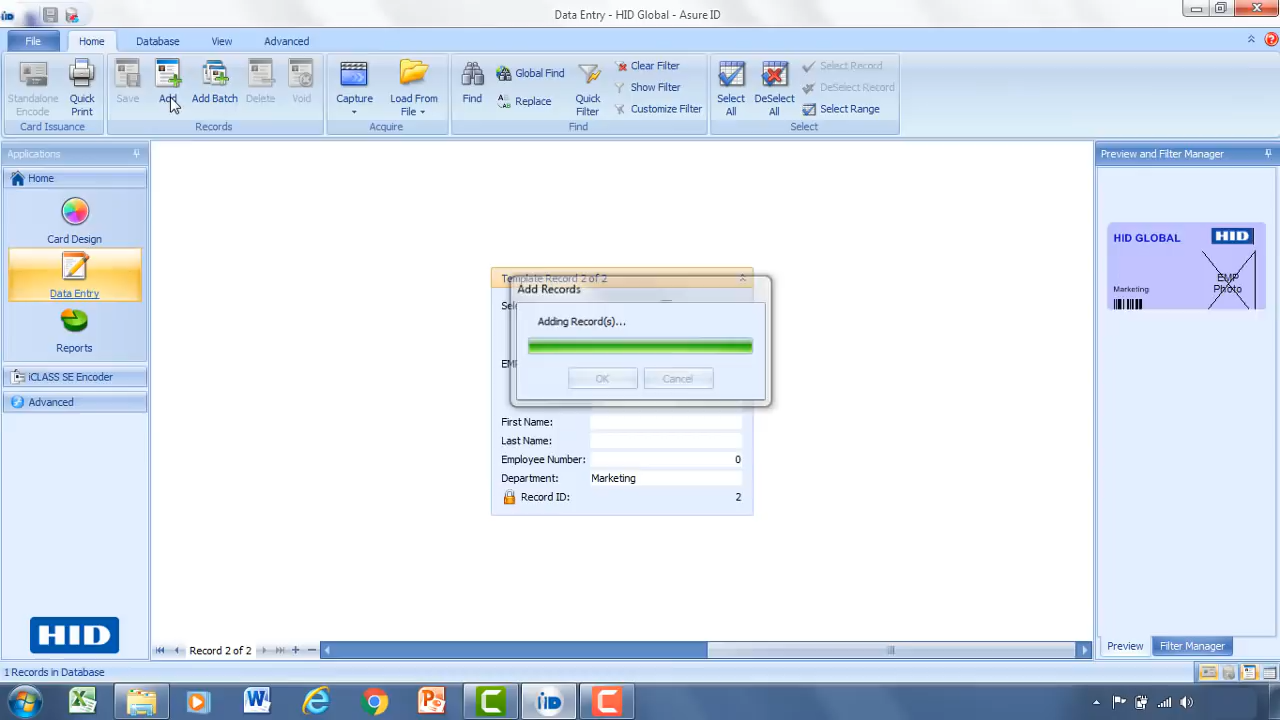 Data Entry - HID Global - Asure ID
File
Home
Database
View
Advanced
Standalone
Encode
Quick
Print
Card Issuance
Save
Add
Add Batch
Delete
Void
Records
Capture
Load From
File
Acquire
Find
Global Find
Replace
Quick
Filter
Clear Filter
Show Filter
Customize Filter
Find
Select
All
DeSelect
All
Select Record
DeSelect Record
Select Range
Select
Applications
Home
Card Design
Data Entry
Reports
iCLASS SE Encoder
Advanced
HID
Template Record 2 of 2
Add Records
Adding Record(s)...
OK
Cancel
First Name:
Last Name:
Employee Number: 0
Department: Marketing
Record ID: 2
Preview and Filter Manager
HID GLOBAL
HID
EMP
Photo
Marketing
Record 2 of 2
Preview
Filter Manager
1 Records in Database